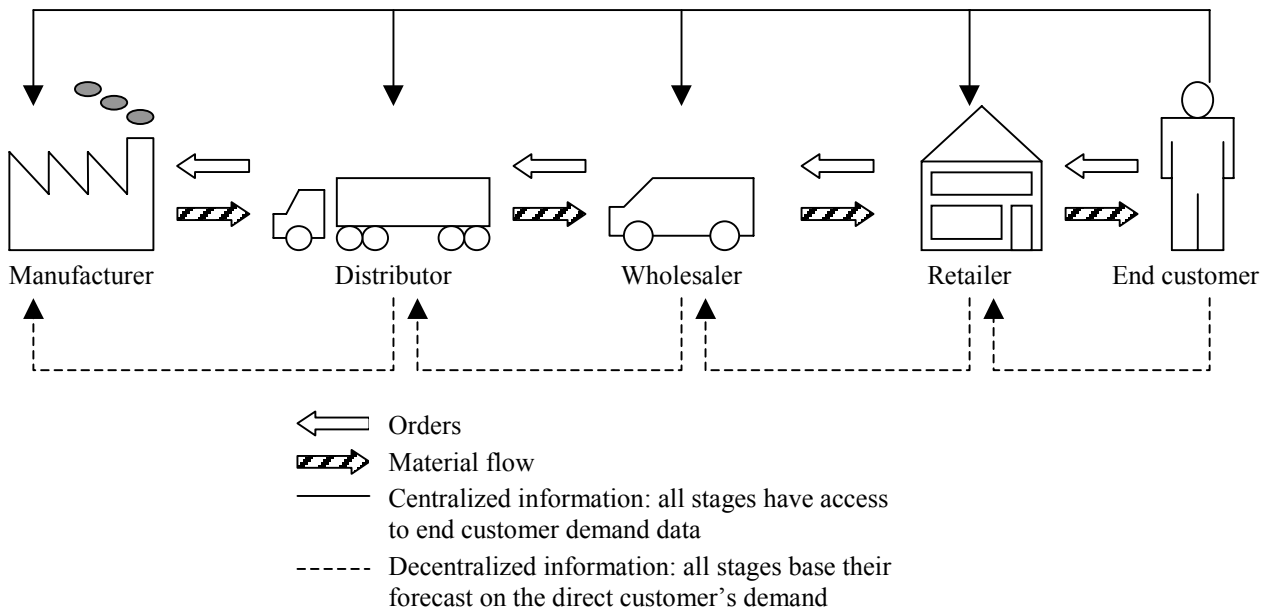 Manufacturer
Distributor
Wholesaler
Retailer
End customer
Orders
Material flow
Centralized information: all stages have access
to end customer demand data
Decentralized information: all stages base their
forecast on the direct customer’s demand